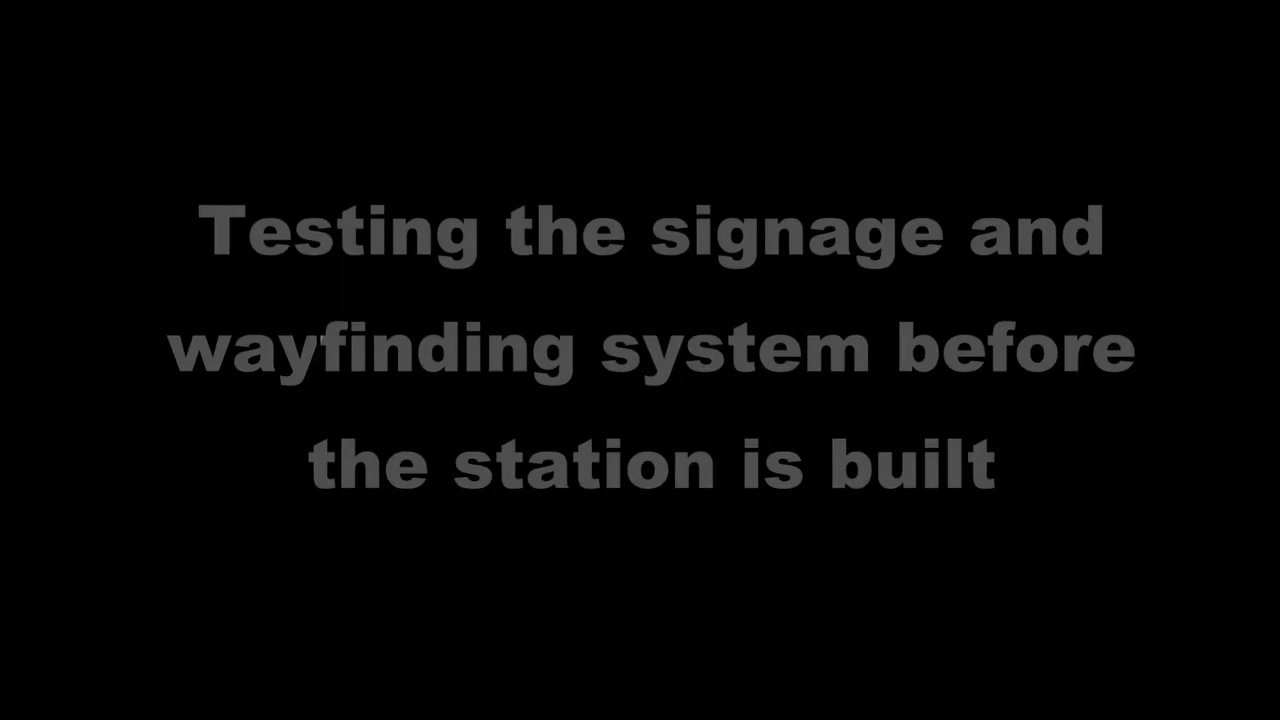 Testing the signage and
wayfinding system before
the station is built